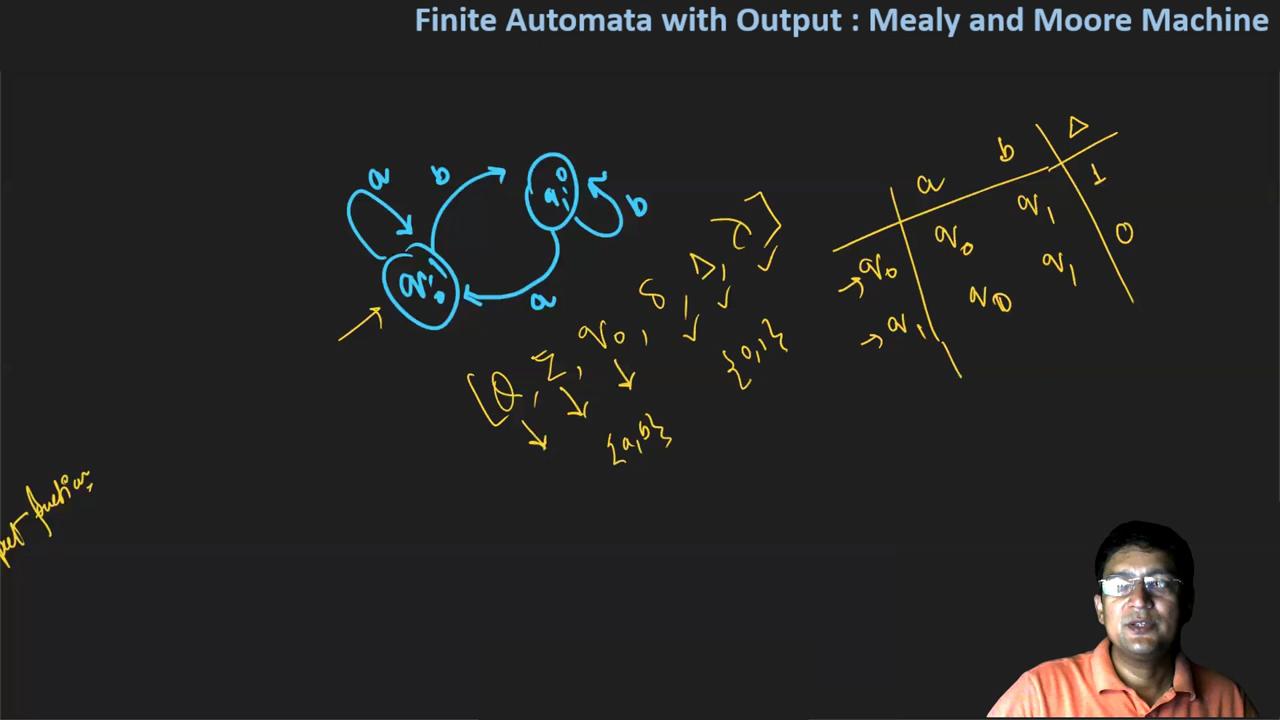 Finite Automata with Output : Mealy and Moore Machine
a b
q1/0 b
q0/1 a
[Q, Σ, q0, δ, Δ, λ]
{a,b} {0,1}
a b Δ
→q0 q0 q1 1
→q1 q0 q1 0
function